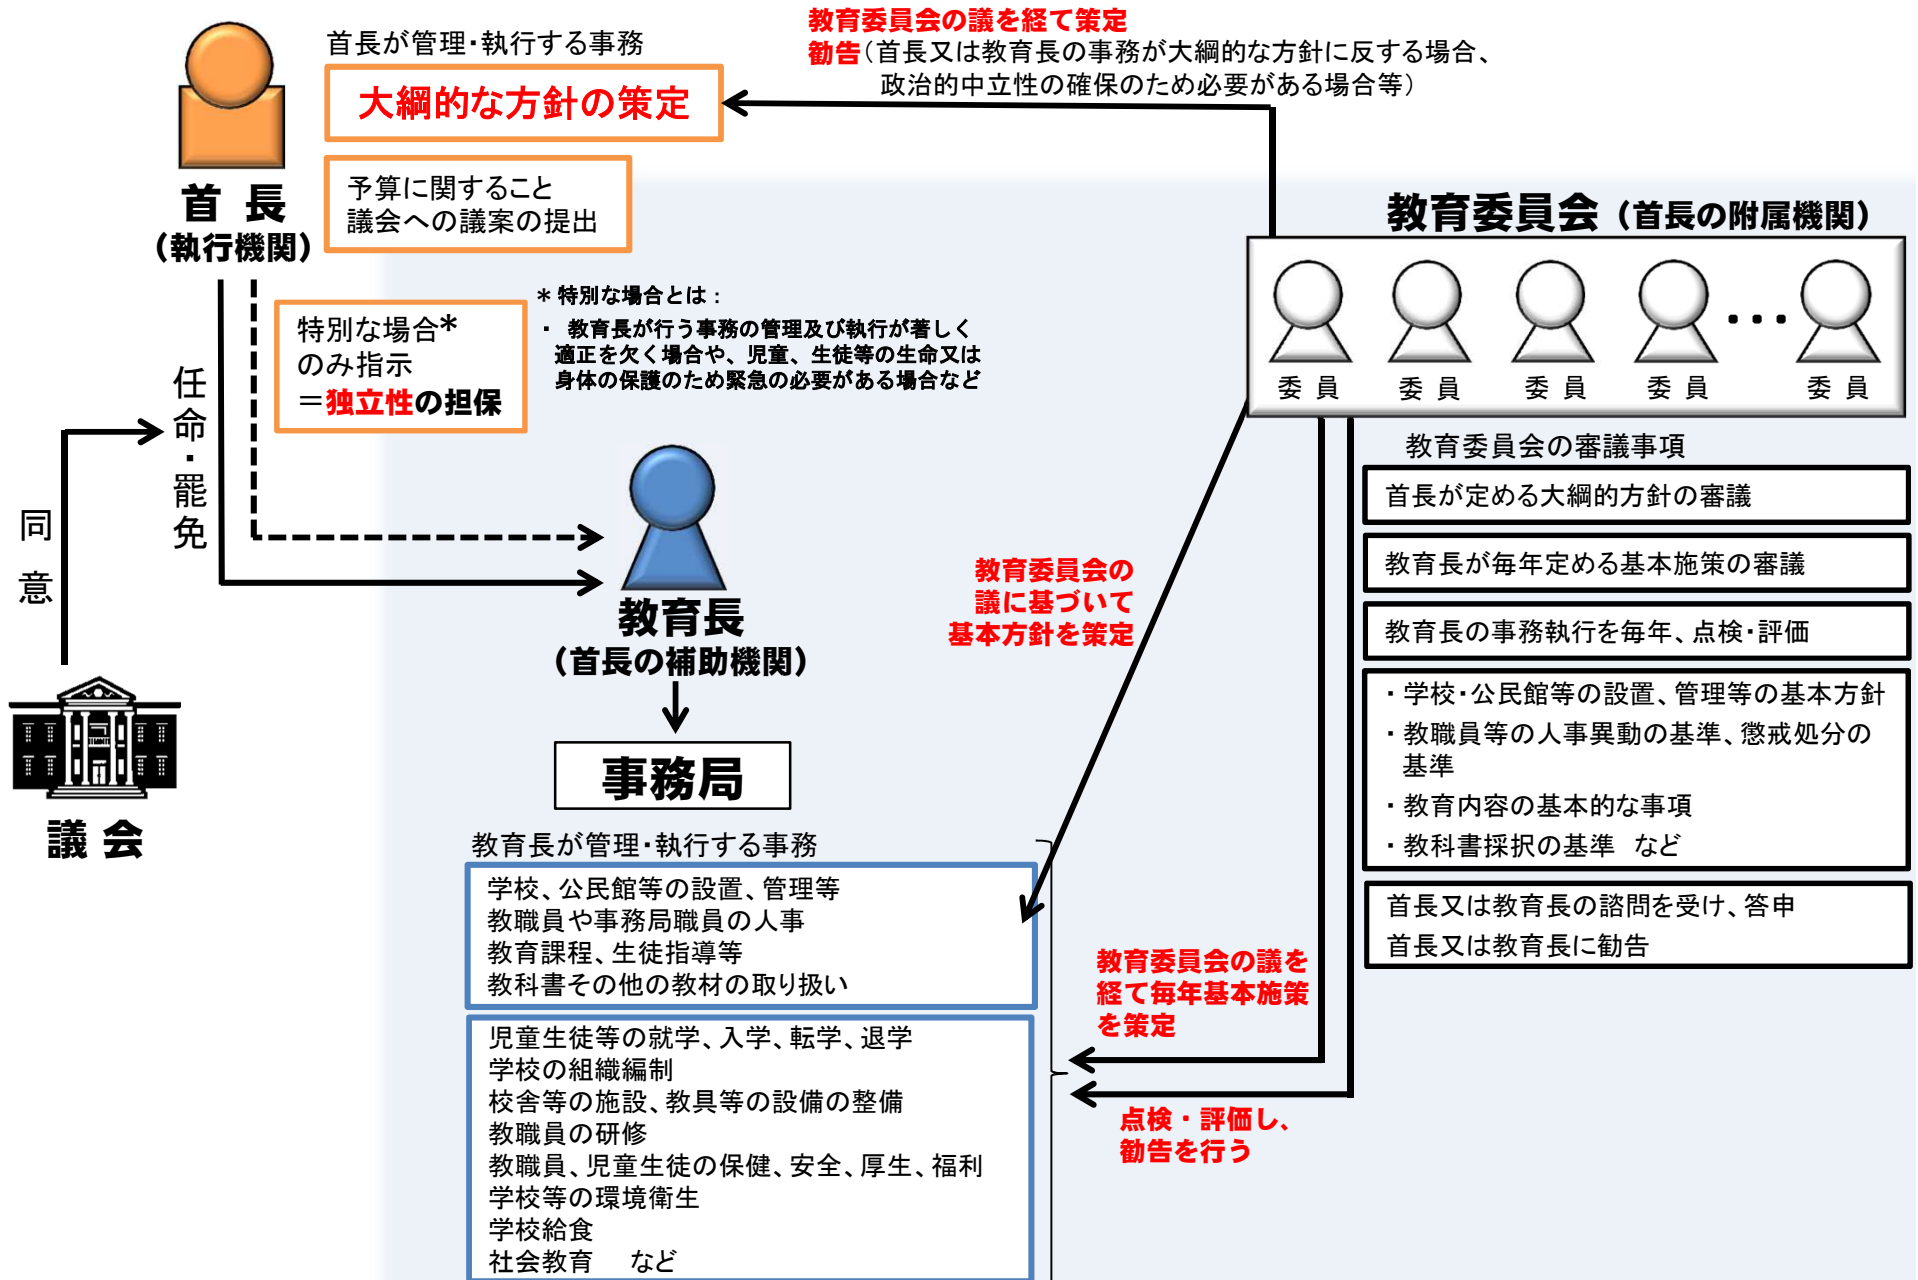 教育委員会の議を経て策定
勧告（首長又は教育長の事務が大綱的な方針に反する場合、
政治的中立性の確保のため必要がある場合等）
首長が管理・執行する事務
大綱的な方針の策定
予算に関すること
議会への議案の提出
首 長
（執行機関）
特別な場合*
のみ指示
＝独立性の担保
＊特別な場合とは：
・ 教育長が行う事務の管理及び執行が著しく
適正を欠く場合や、児童、生徒等の生命又は
身体の保護のため緊急の必要がある場合など
任命・罷免
同意
議 会
教育長
（首長の補助機関）
事務局
教育長が管理・執行する事務
学校、公民館等の設置、管理等
教職員や事務局職員の人事
教育課程、生徒指導等
教科書その他の教材の取り扱い
児童生徒等の就学、入学、転学、退学
学校の組織編制
校舎等の施設、教具等の設備の整備
教職員の研修
教職員、児童生徒の保健、安全、厚生、福利
学校等の環境衛生
学校給食
社会教育 など
教育委員会の
議に基づいて
基本方針を策定
教育委員会の議を
経て毎年基本施策
を策定
点検・評価し、
勧告を行う
教育委員会（首長の附属機関）
・・・
委 員 委 員 委 員 委 員 委 員
教育委員会の審議事項
首長が定める大綱的方針の審議
教育長が毎年定める基本施策の審議
教育長の事務執行を毎年、点検・評価
・学校・公民館等の設置、管理等の基本方針
・教職員等の人事異動の基準、懲戒処分の
基準
・教育内容の基本的な事項
・教科書採択の基準 など
首長又は教育長の諮問を受け、答申
首長又は教育長に勧告